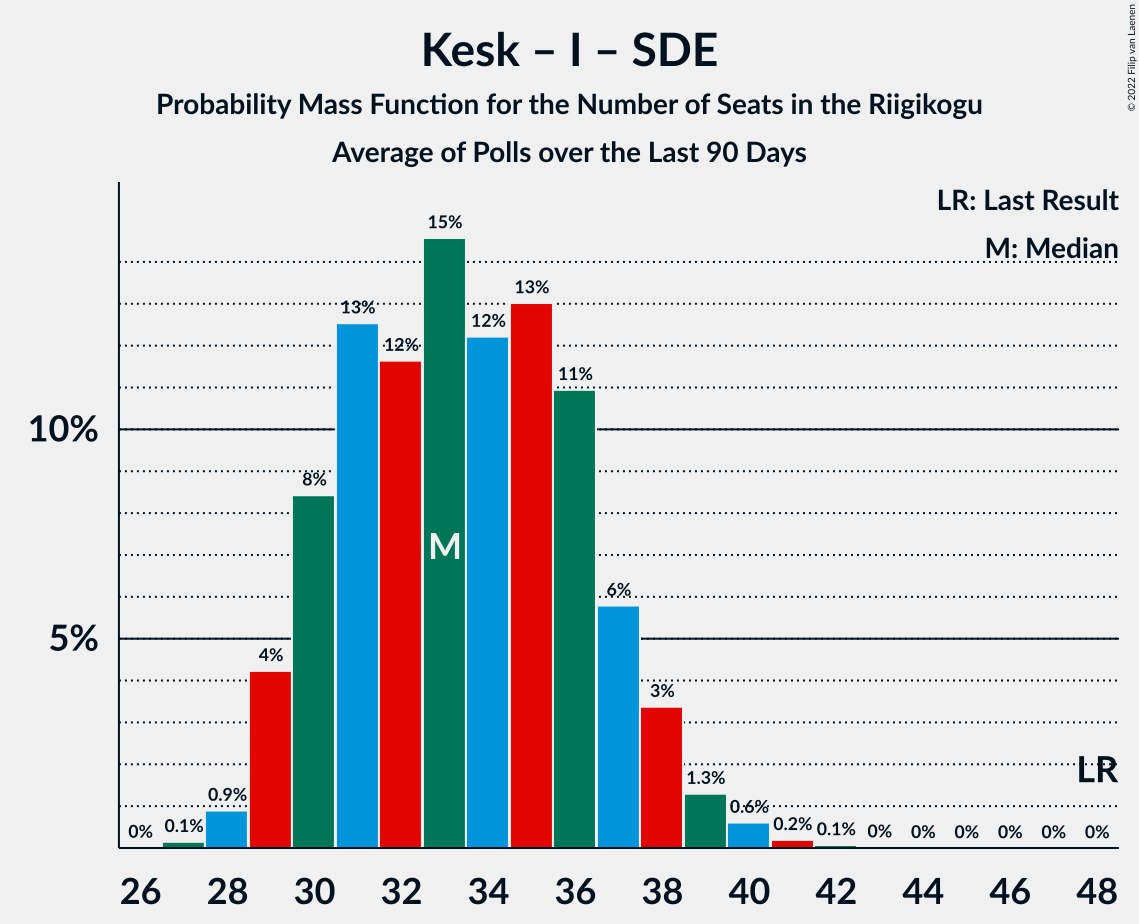 Kesk – I – SDE
Probability Mass Function for the Number of Seats in the Riigikogu
Average of Polls over the Last 90 Days
© 2022 Filip van Laenen
LR: Last Result
M: Median
15%
13%
13%
12%
12%
11%
10%
8%
M
6%
5%
4%
3%
LR
1.3%
0.9%
0.6%
0% 0.1% 0.2% 0.1% 0% 0% 0% 0% 0% 0%
26 28 30 32 34 36 38 40 42 44 46 48